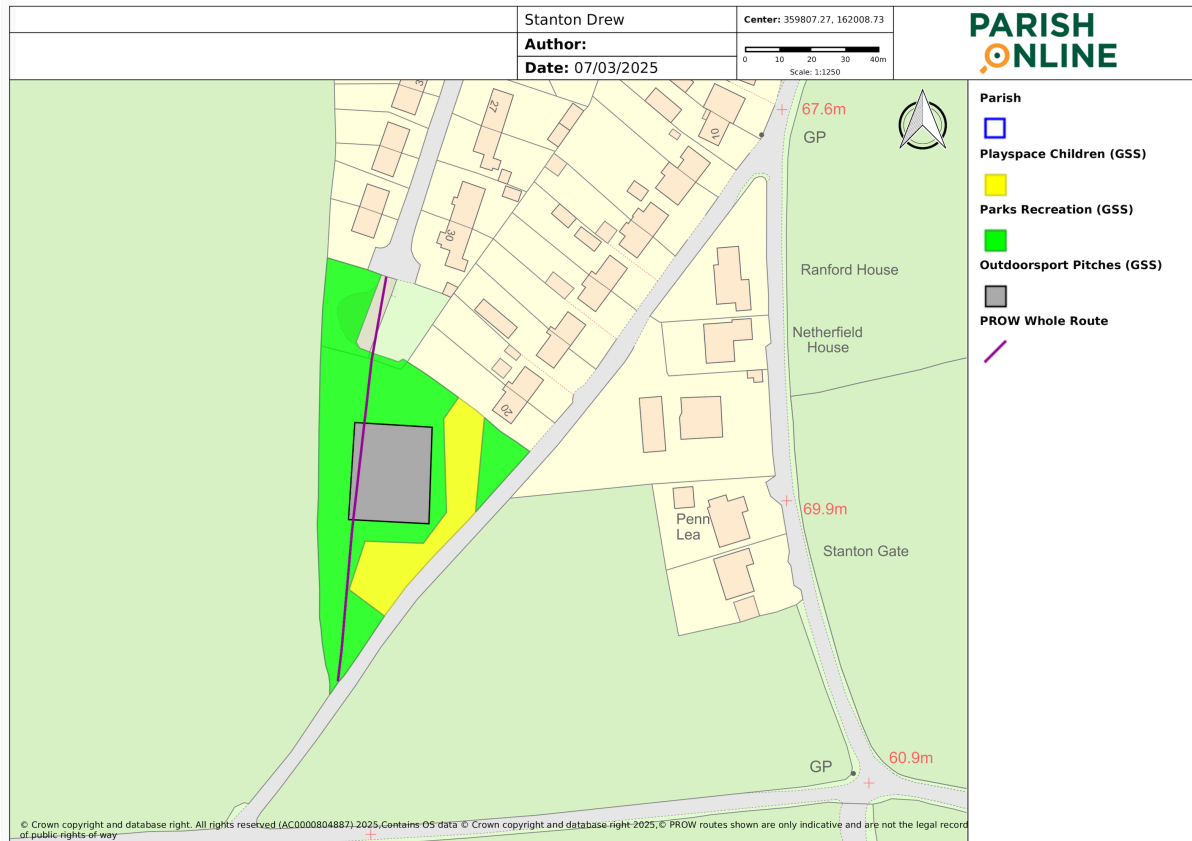 Stanton Drew
Author:
Date: 07/03/2025
Center: 359807.27, 162008.73
0 10 20 30 40m
Scale: 1:1250
PARISH
ONLINE
Parish
Playspace Children (GSS)
Parks Recreation (GSS)
Outdoorsport Pitches (GSS)
PROW Whole Route
27
10
67.6m
GP
30
Ranford House
Netherfield
House
20
69.9m
Penn
Lea
Stanton Gate
60.9m
GP
© Crown copyright and database right. All rights reserved (AC0000804887) 2025,Contains OS data © Crown copyright and database right 2025,© PROW routes shown are only indicative and are not the legal record
of public rights of way